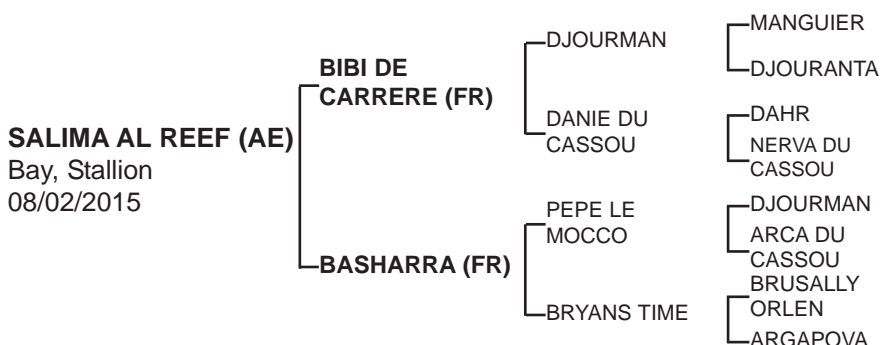 SALIMA AL REEF (AE)
Bay, Stallion
08/02/2015
BIBI DE
CARRERE (FR)
BASHARRA (FR)
DJOURMAN
DANIE DU
CASSOU
PEPE LE
MOCCO
BRYANS TIME
MANGUIER
DJOURANTA
DAHR
NERVA DU
CASSOU
DJOURMAN
ARCA DU
CASSOU
BRUSALLY
ORLEN
ARGAPOVA